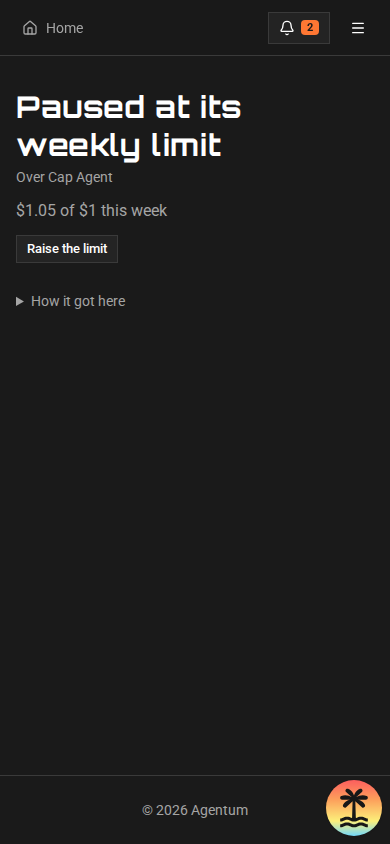 Home
2
Paused at its
weekly limit
Over Cap Agent
$1.05 of $1 this week
Raise the limit
How it got here
© 2026 Agentum